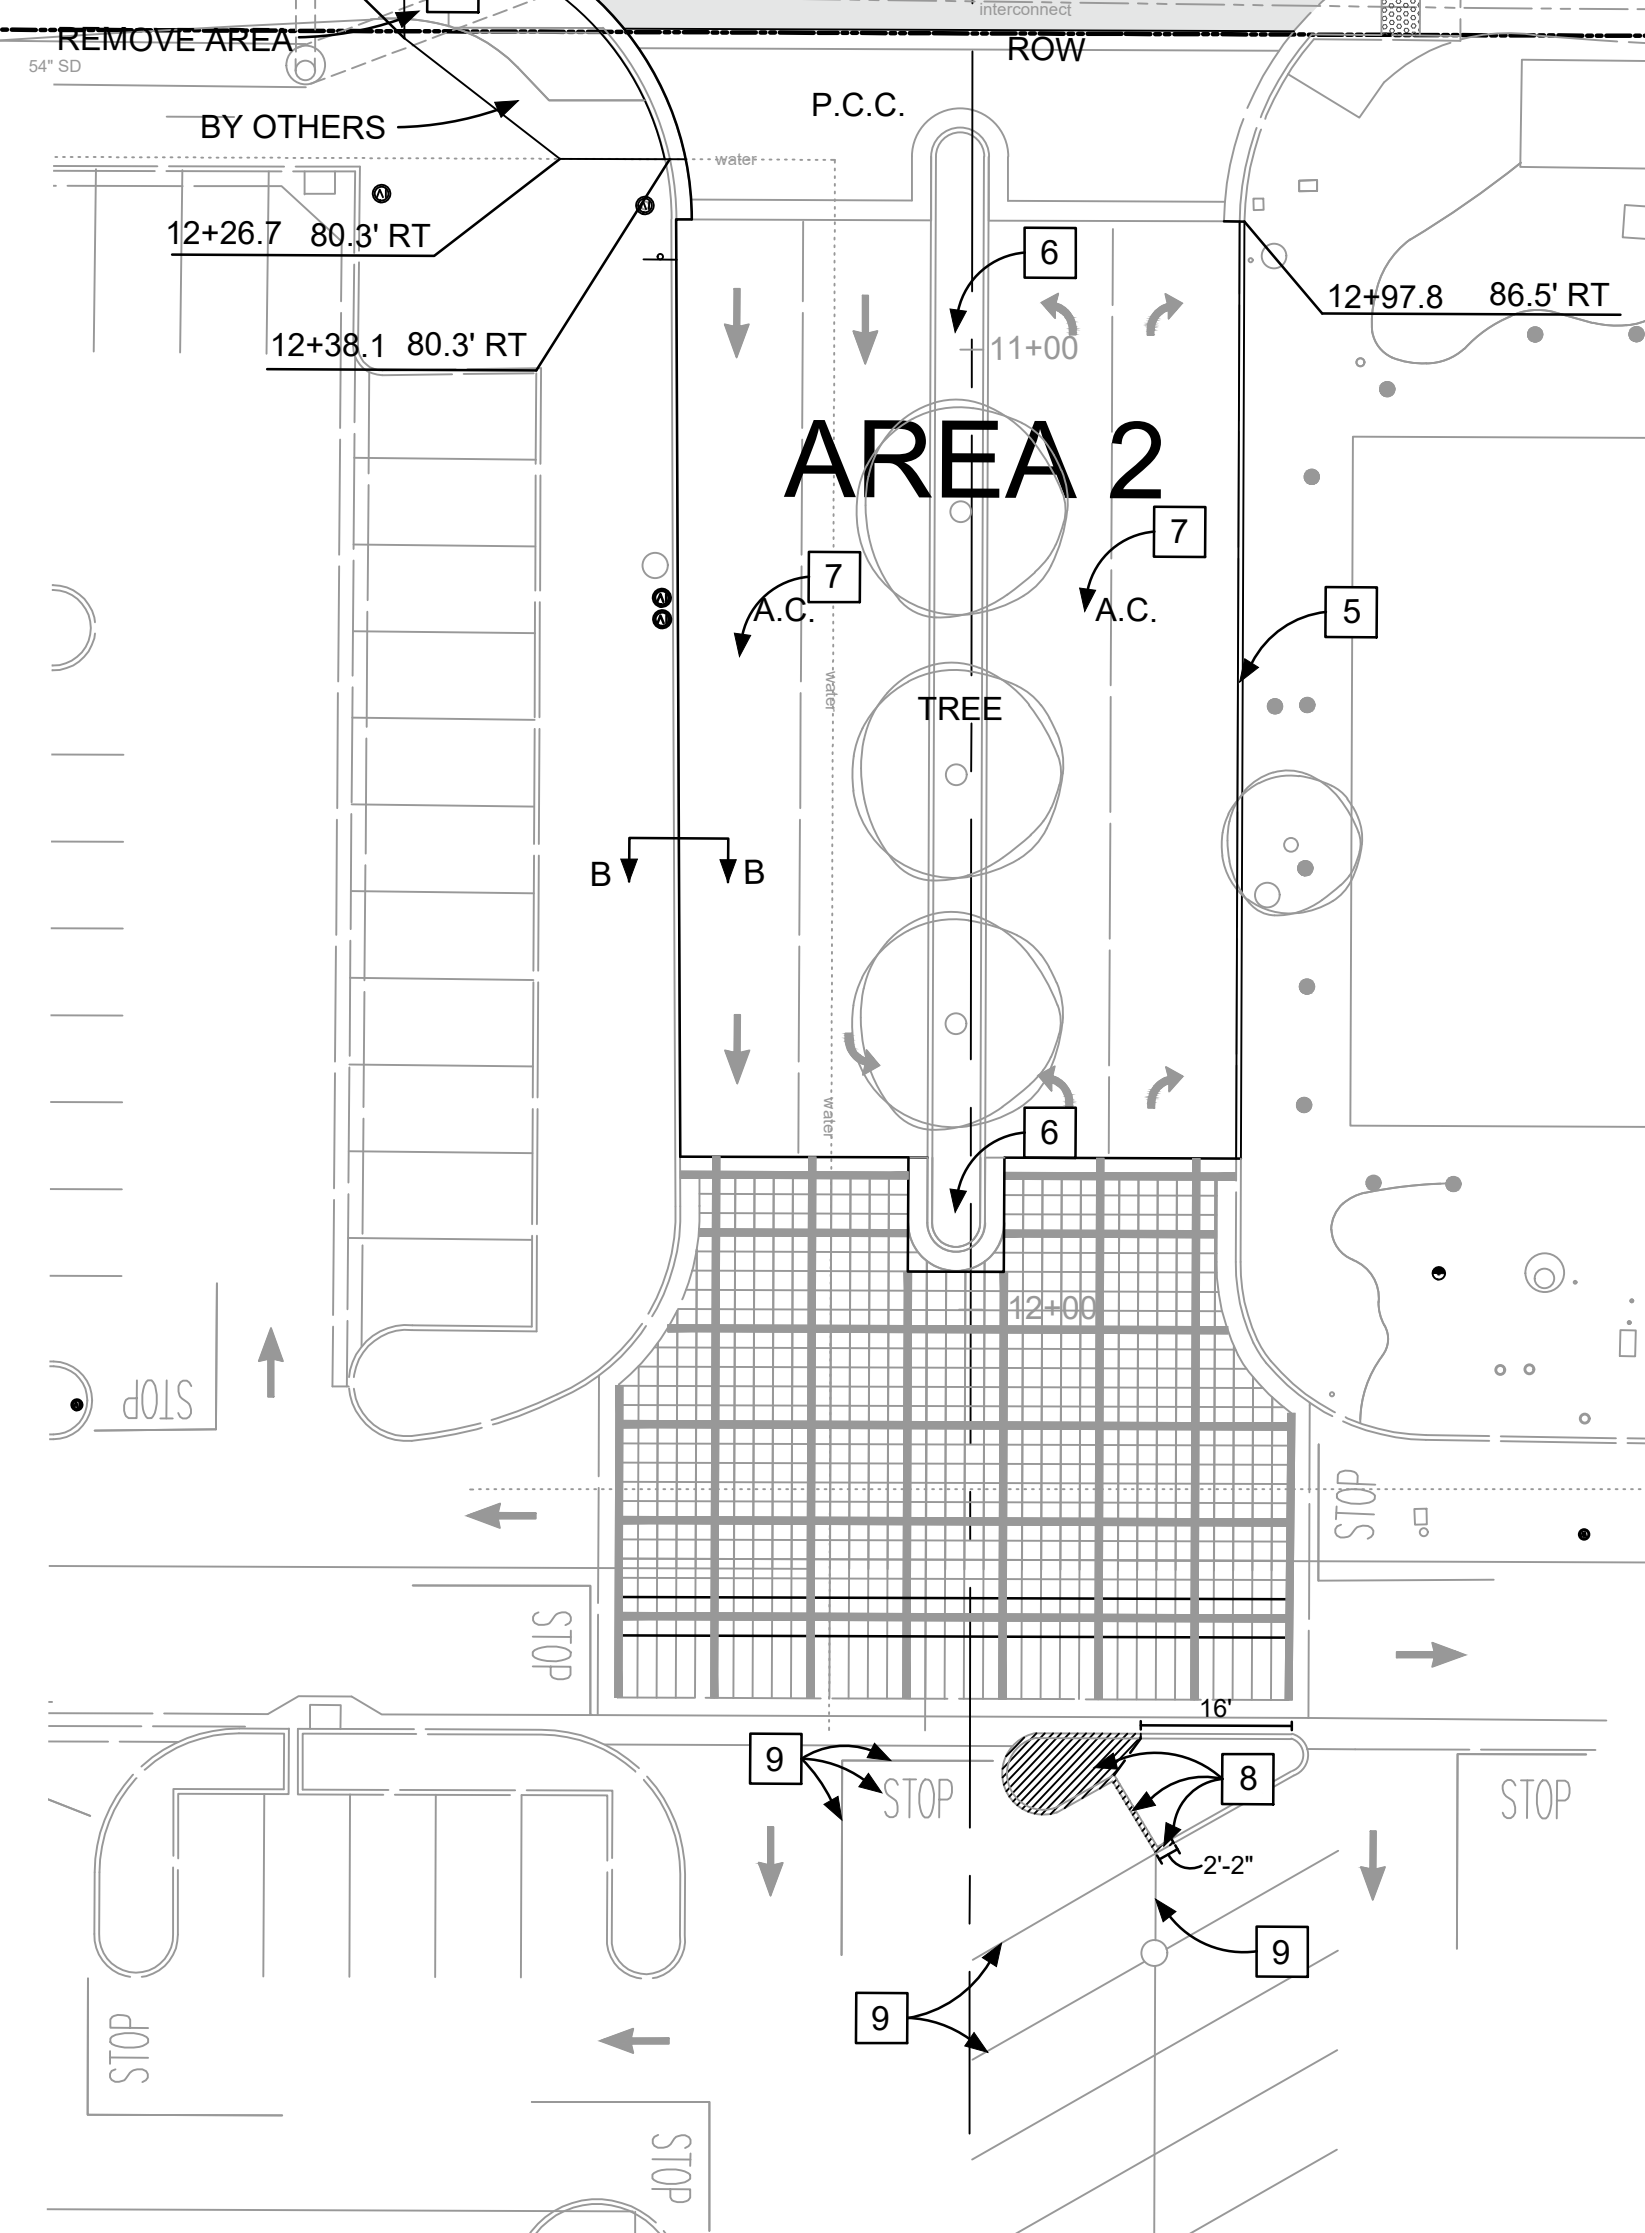 interconnect
REMOVE AREA
ROW
54" SD
P.C.C.
BY OTHERS
water
12+26.7 80.3' RT
6
12+97.8 86.5' RT
12+38.1 80.3' RT
11+00
AREA 2
7
7
A.C.
A.C.
5
water
TREE
B B
water
6
12+00
STOP
STOP
STOP
16'
9
8
STOP
STOP
2'-2"
9
9
STOP
STOP